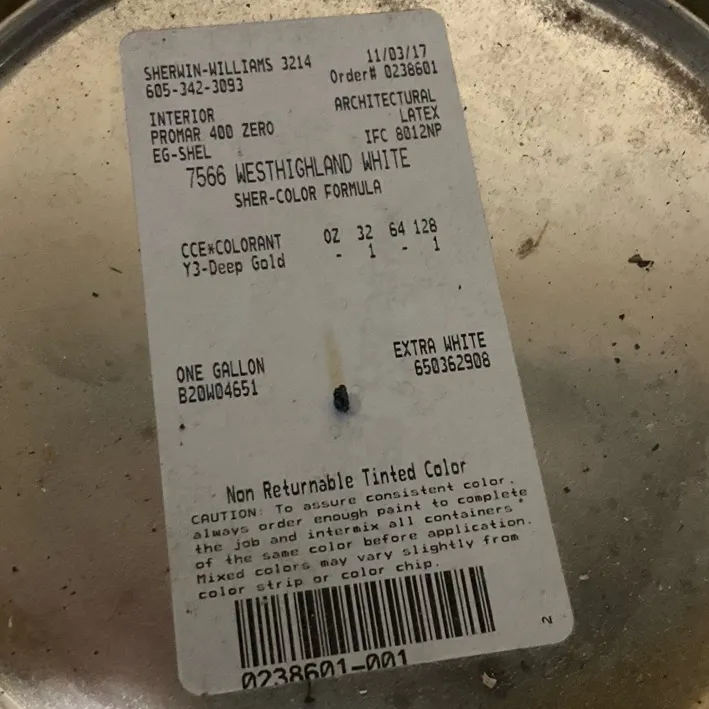 SHERWIN-WILLIAMS 3214 11/03/17
605-342-3093 Order# 0238601
INTERIOR ARCHITECTURAL
PROMAR 400 ZERO LATEX
EG-SHEL IFC 8012NP
7566 WESTHIGHLAND WHITE
SHER-COLOR FORMULA
CCE*COLORANT OZ 32 64 128
Y3-Deep Gold - 1 - 1
ONE GALLON EXTRA WHITE
B20W04651 650362908
Non Returnable Tinted Color
CAUTION: To assure consistent color,
always order enough paint to complete
the job and intermix all containers
of the same color before application.
Mixed colors may vary slightly from
color strip or color chip.
0238601-001
N